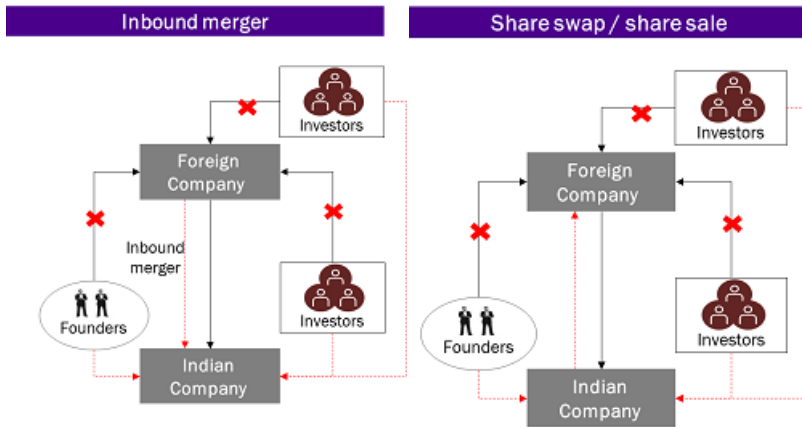 Inbound merger
Investors
Foreign
Company
Inbound
merger
Founders
Investors
Indian
Company
Share swap / share sale
Investors
Foreign
Company
Founders
Investors
Indian
Company